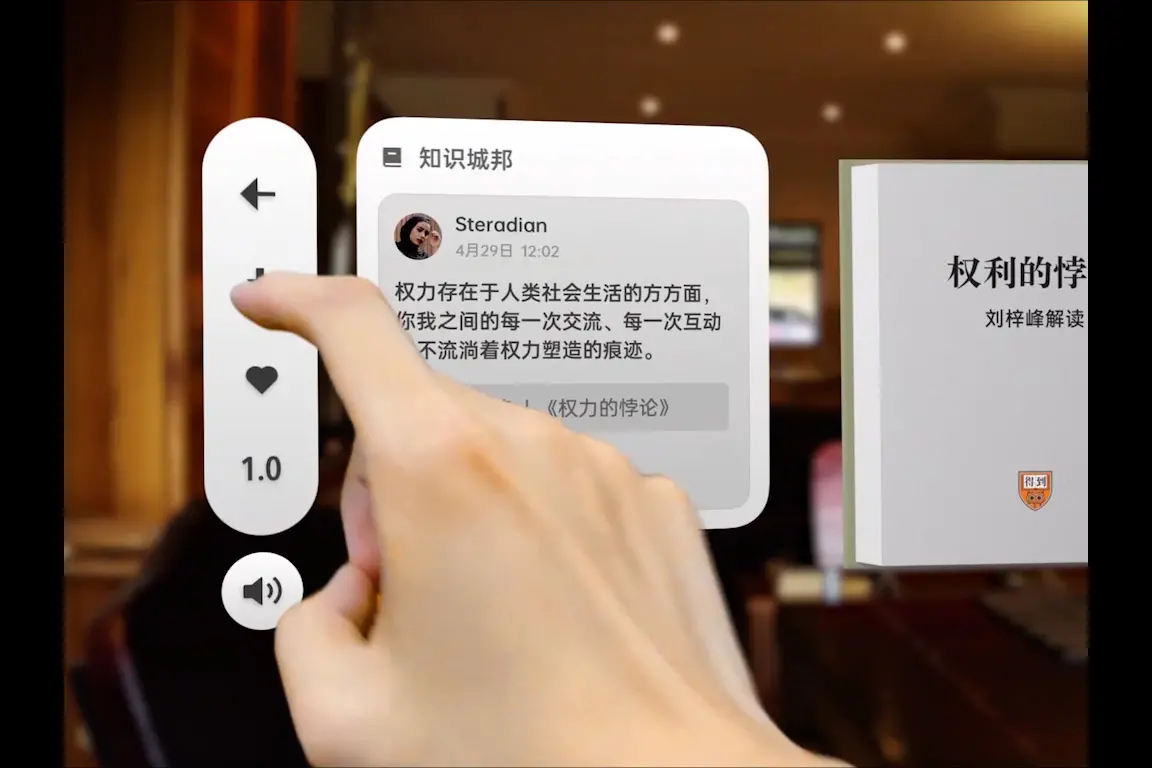 知识城邦
Steradian
4月29日 12:02
权力存在于人类社会生活的方方面，
你我之间的每一次交流、每一次互动
不流淌着权力塑造的痕迹。
《权力的悖论》
1.0
权利的悖
刘梓峰解读
得到